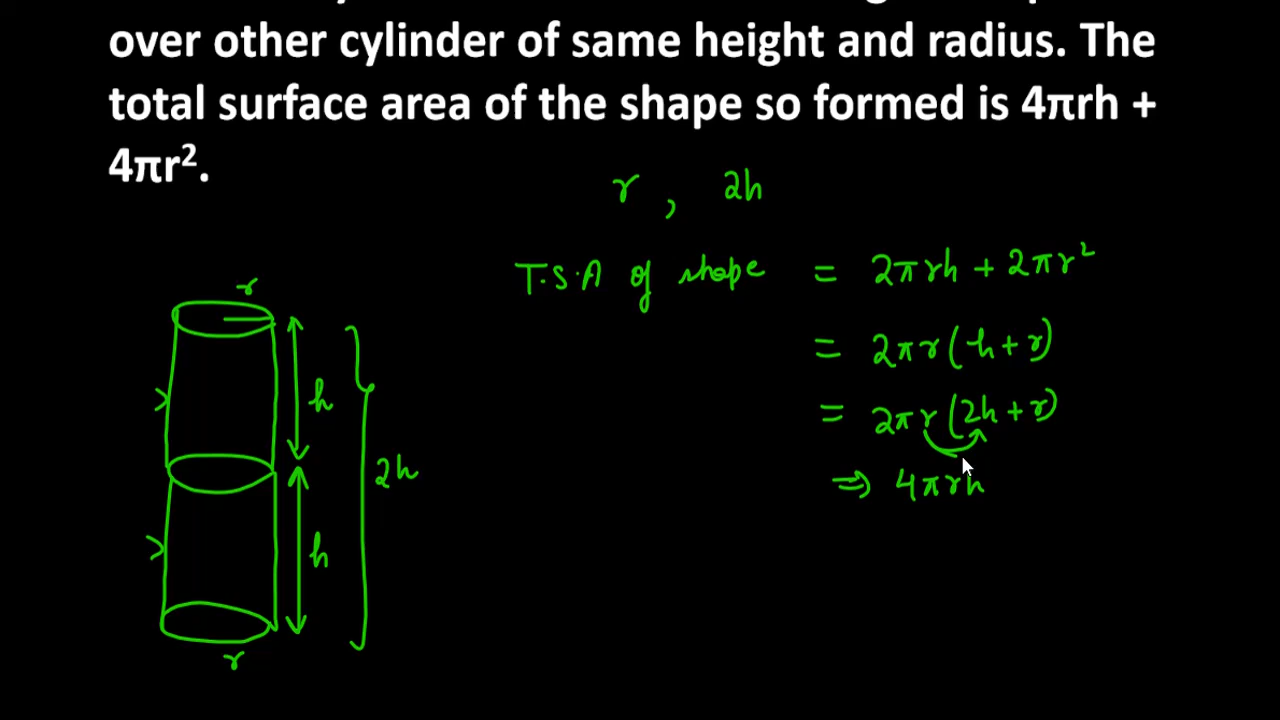 over other cylinder of same height and radius. The
total surface area of the shape so formed is 4πrh +
4πr².
r , 2h
T.S.A of shape = 2πrh + 2πr²
= 2πr(h+r)
= 2πr(2h+r)
⇒ 4πrh
r
h
2h
h
r